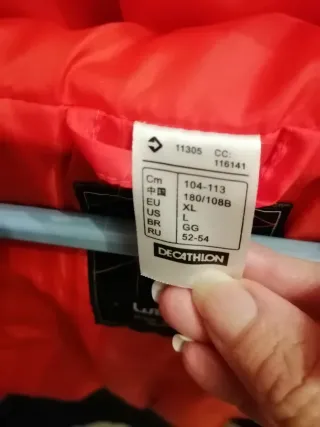 11305 CC:
116141
Cm 104-113
中国 180/108B
EU XL
US L
BR GG
RU 52-54
DECATHLON